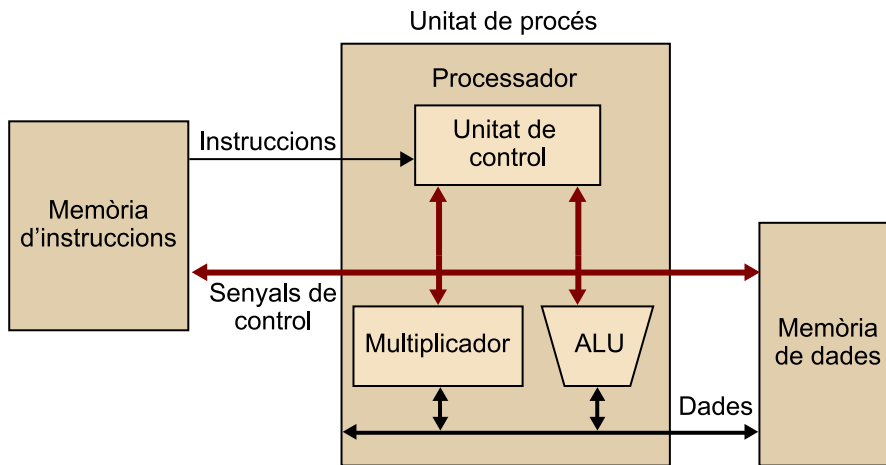 Unitat de procés
Processador
Unitat de
control
Instruccions
Memòria
d'instruccions
Senyals de
control
Multiplicador
ALU
Memòria
de dades
Dades